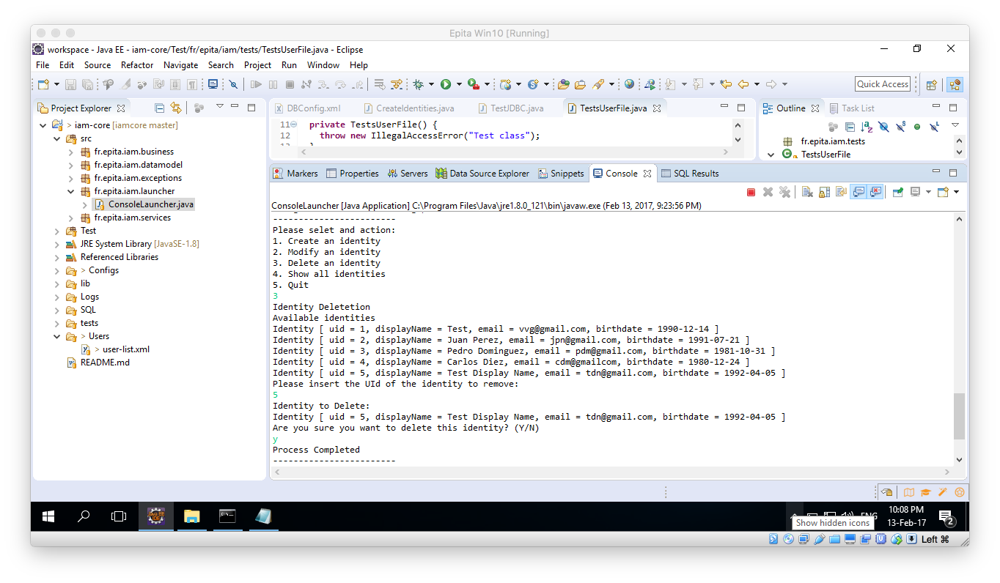 Epita Win10 [Running]
workspace - Java EE - iam-core/Test/fr/epita/iam/tests/TestsUserFile.java - Eclipse
File Edit Source Refactor Navigate Search Project Run Window Help
Quick Access
Project Explorer
> iam-core [iamcore master]
src
fr.epita.iam.business
fr.epita.iam.datamodel
fr.epita.iam.exceptions
fr.epita.iam.launcher
ConsoleLauncher.java
fr.epita.iam.services
Test
JRE System Library [JavaSE-1.8]
Referenced Libraries
> Configs
lib
Logs
SQL
tests
> Users
> user-list.xml
README.md
DBConfig.xml CreateIdentities.java TestJDBC.java TestsUserFile.java
11 private TestsUserFile() {
12 throw new IllegalAccessError("Test class");
Outline Task List
fr.epita.iam.tests
TestsUserFile
Markers Properties Servers Data Source Explorer Snippets Console SQL Results
ConsoleLauncher [Java Application] C:\Program Files\Java\jre1.8.0_121\bin\javaw.exe (Feb 13, 2017, 9:23:56 PM)
------------------------
Please selet and action:
1. Create an identity
2. Modify an identity
3. Delete an identity
4. Show all identities
5. Quit
3
Identity Deletetion
Available identities
Identity [ uid = 1, displayName = Test, email = vvg@gmail.com, birthdate = 1990-12-14 ]
Identity [ uid = 2, displayName = Juan Perez, email = jpn@gmail.com, birthdate = 1991-07-21 ]
Identity [ uid = 3, displayName = Pedro Dominguez, email = pdm@gmail.com, birthdate = 1981-10-31 ]
Identity [ uid = 4, displayName = Carlos Diez, email = cdm@gmailcom, birthdate = 1980-12-24 ]
Identity [ uid = 5, displayName = Test Display Name, email = tdn@gmail.com, birthdate = 1992-04-05 ]
Please insert the UId of the identity to remove:
5
Identity to Delete:
Identity [ uid = 5, displayName = Test Display Name, email = tdn@gmail.com, birthdate = 1992-04-05 ]
Are you sure you want to delete this identity? (Y/N)
y
Process Completed
------------------------
10:08 PM
13-Feb-17
2
Show hidden icons
Left ⌘